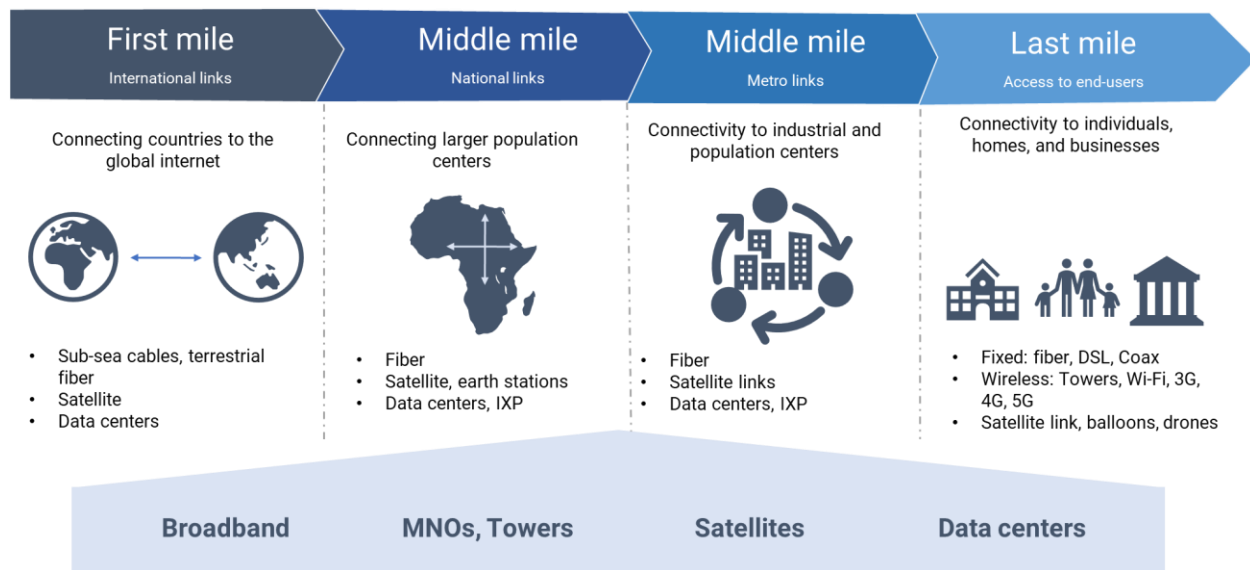 First mile
International links
Middle mile
National links
Middle mile
Metro links
Last mile
Access to end-users
Connecting countries to the
global internet
Connecting larger population
centers
Connectivity to industrial and
population centers
Connectivity to individuals,
homes, and businesses
• Sub-sea cables, terrestrial
fiber
• Satellite
• Data centers
• Fiber
• Satellite, earth stations
• Data centers, IXP
• Fiber
• Satellite links
• Data centers, IXP
• Fixed: fiber, DSL, Coax
• Wireless: Towers, Wi-Fi, 3G,
4G, 5G
• Satellite link, balloons, drones
Broadband
MNOs, Towers
Satellites
Data centers